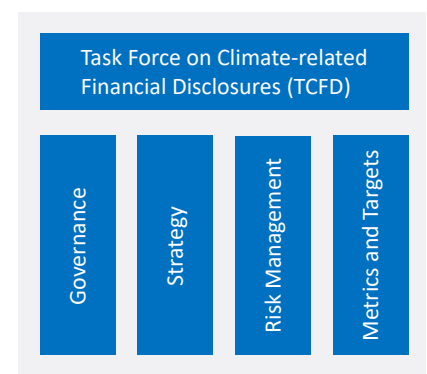 Task Force on Climate-related
Financial Disclosures (TCFD)
Governance
Strategy
Risk Management
Metrics and Targets